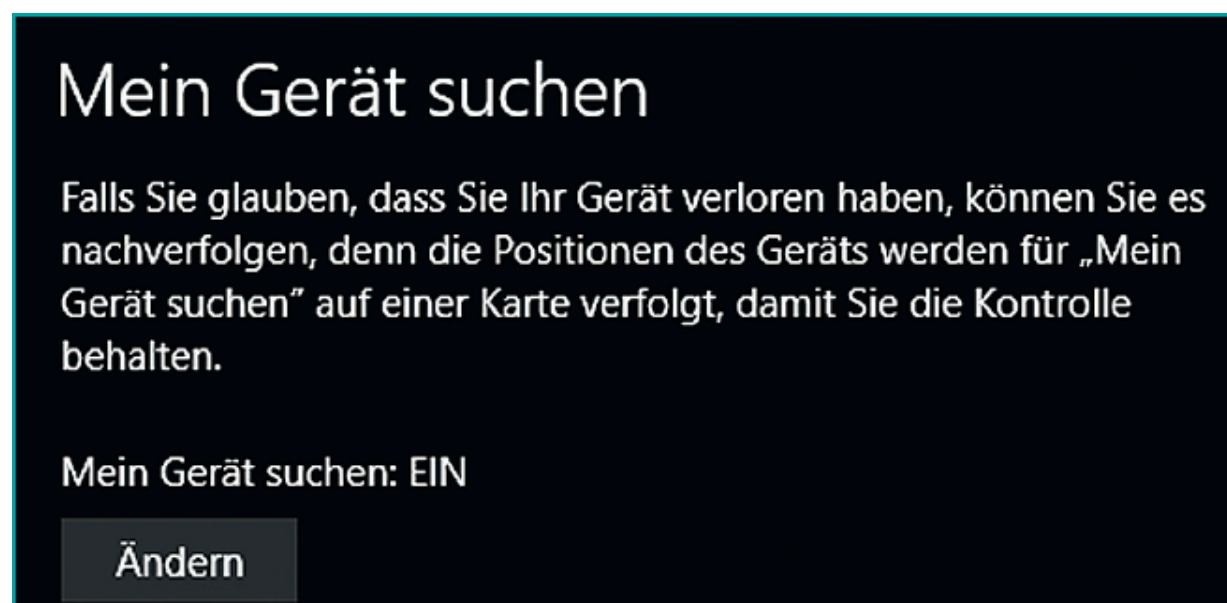 Mein Gerät suchen
Falls Sie glauben, dass Sie Ihr Gerät verloren haben, können Sie es
nachverfolgen, denn die Positionen des Geräts werden für „Mein
Gerät suchen” auf einer Karte verfolgt, damit Sie die Kontrolle
behalten.
Mein Gerät suchen: EIN
Ändern